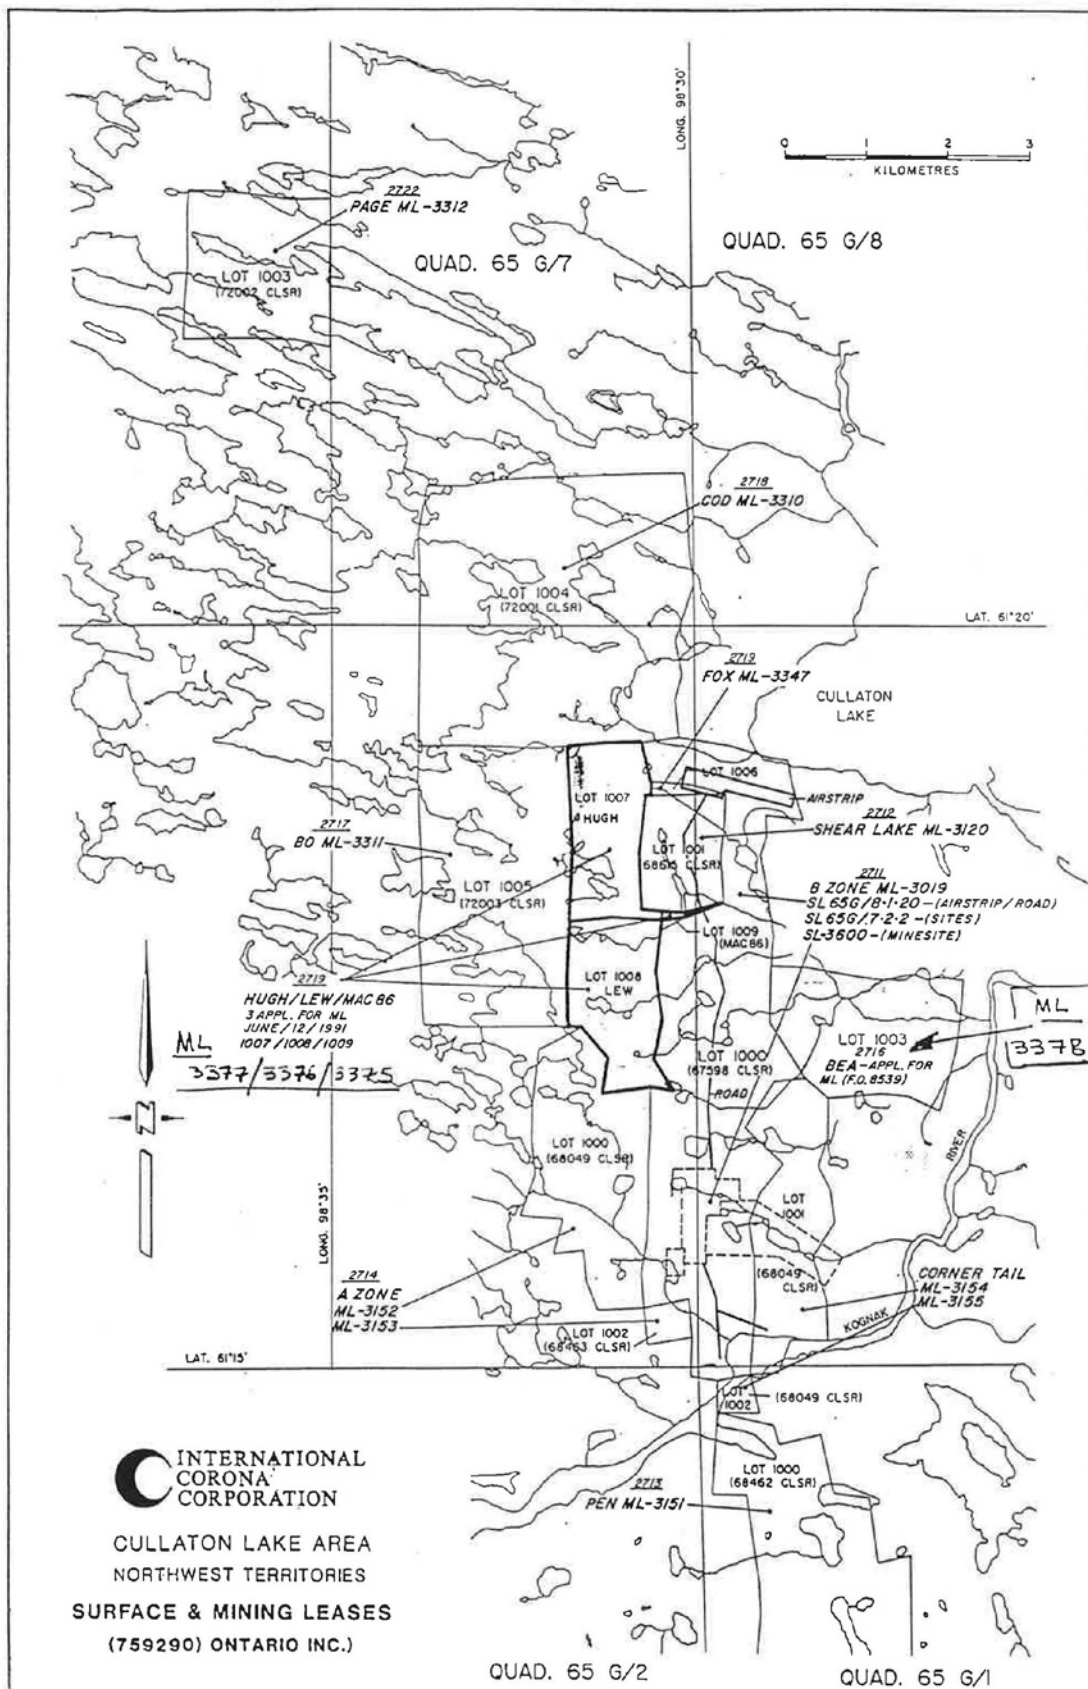 LONG. 98°30'
0 1 2 3
KILOMETRES
2722
PAGE ML-3312
QUAD. 65 G/7
QUAD. 65 G/8
LOT 1003
(72002 CLSR)
2718
COD ML-3310
LOT 1004
(72001 CLSR)
LAT. 61°20'
2719
FOX ML-3347
CULLATON
LAKE
LOT 1006
AIRSTRIP
LOT 1007
HUGH
2712
SHEAR LAKE ML-3120
2717
BO ML-3311
LOT 1001
CLSR)
LOT 1005
(72003 CLSR)
2711
B ZONE ML-3019
SL 65G/8-1-20-(AIRSTRIP/ROAD)
SL 65G/7-2-2-(SITES)
SL-3600-(MINESITE)
LOT 1009
(MAC86)
LOT 1008
LEW
2719
HUGH/LEW/MAC 86
3 APPL. FOR ML
JUNE/12/1991
1007/1008/1009
ML
3377/3376/3375
LOT 1003
2716
BEA-APPL. FOR
ML (F.O. 8539)
ML
3378
LOT 1000
(67598 CLSR)
ROAD
LOT 1000
(68049 CLSR)
RIVER
LOT
1001
LONG. 98°35'
(68049
CLSR)
2714
A ZONE
ML-3152
ML-3153
CORNER TAIL
ML-3154
ML-3155
KOGNAK
LOT 1002
(68463 CLSR)
LAT. 61°15'
LOT
1002
(68049 CLSR)
LOT 1000
(68462 CLSR)
2713
PEN ML-3151
INTERNATIONAL
CORONA
CORPORATION
CULLATON LAKE AREA
NORTHWEST TERRITORIES
SURFACE & MINING LEASES
(759290) ONTARIO INC.)
QUAD. 65 G/2
QUAD. 65 G/1
N